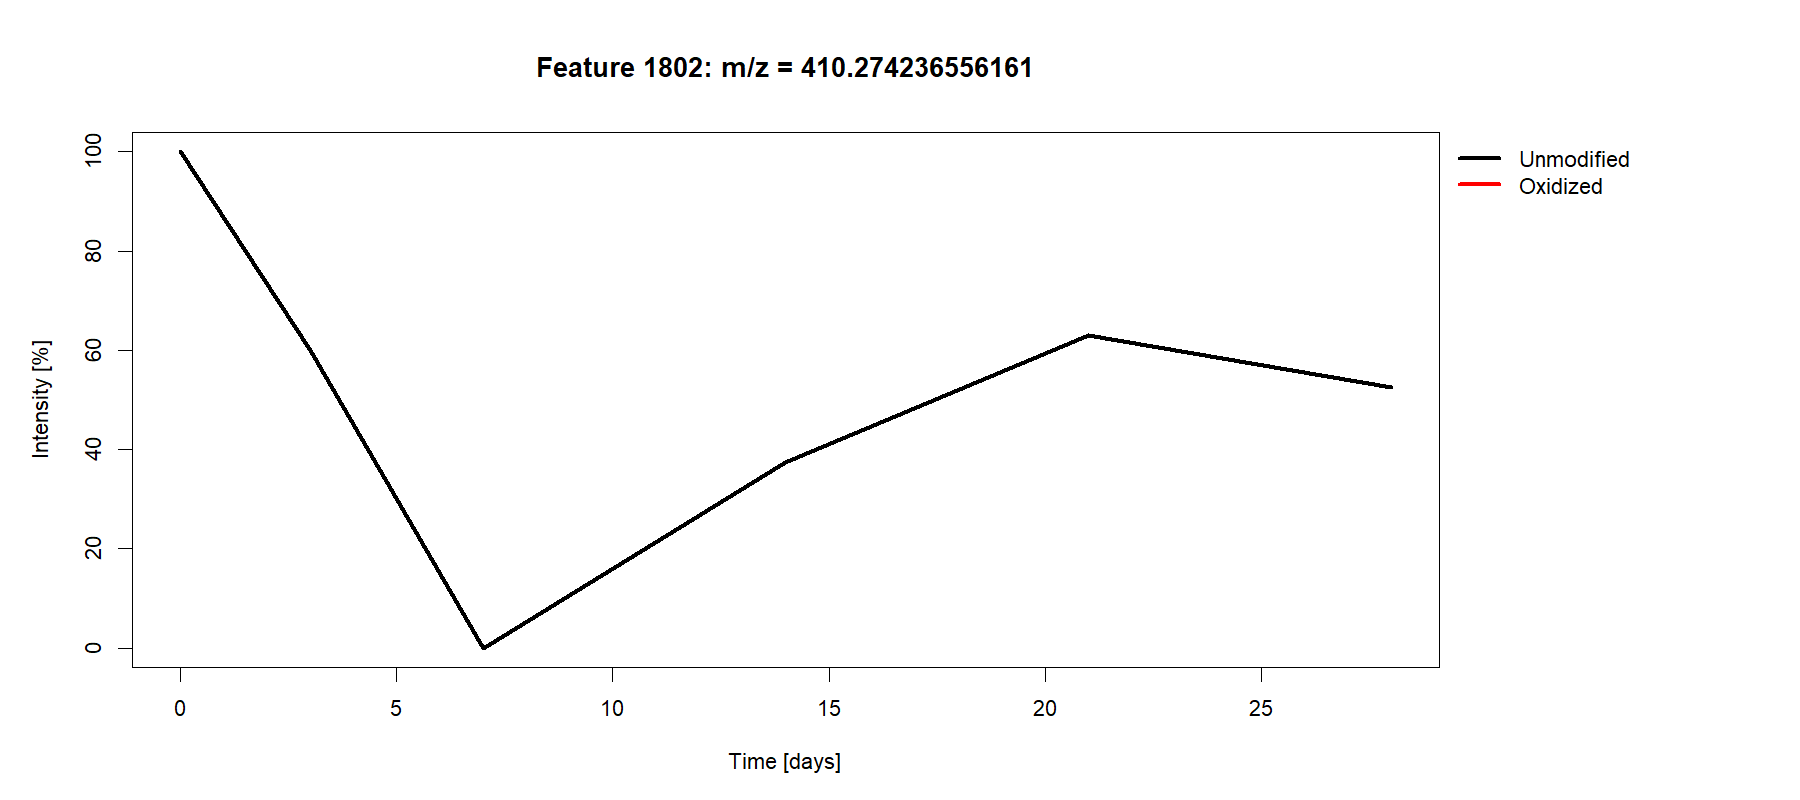 Feature 1802: m/z = 410.274236556161
Unmodified
Oxidized
Intensity [%]
100
80
60
40
20
0
0 5 10 15 20 25
Time [days]